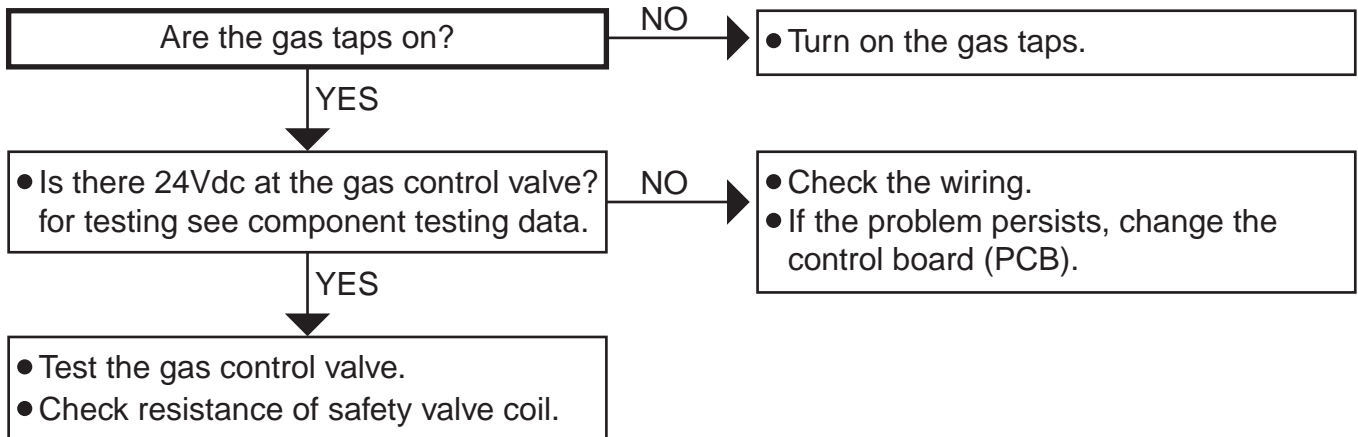 Are the gas taps on?
NO
• Turn on the gas taps.
YES
• Is there 24Vdc at the gas control valve?
for testing see component testing data.
NO
• Check the wiring.
• If the problem persists, change the
control board (PCB).
YES
• Test the gas control valve.
• Check resistance of safety valve coil.